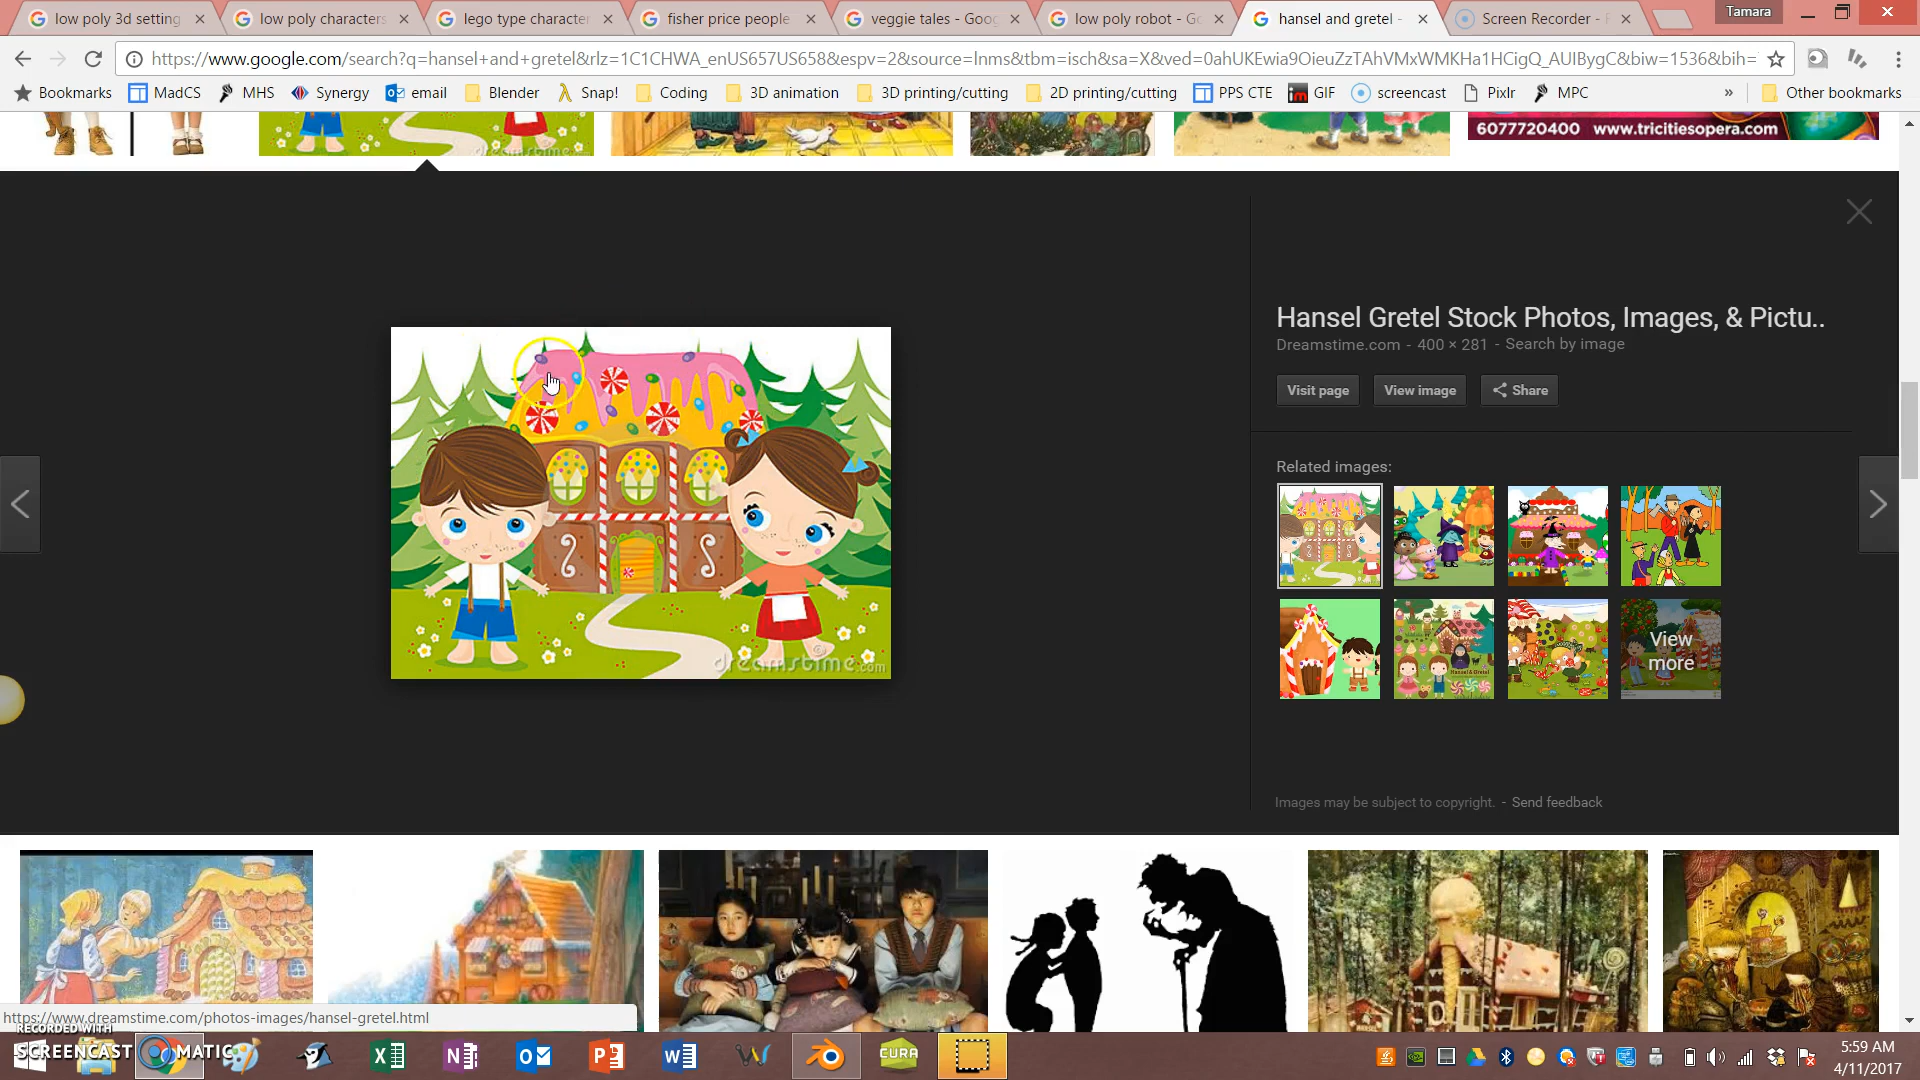 low poly 3d setting
low poly characters
lego type character
fisher price people
veggie tales - Goog
low poly robot - Go
hansel and gretel -
Screen Recorder -
Tamara
https://www.google.com/search?q=hansel+and+gretel&rlz=1C1CHWA_enUS657US658&espv=2&source=lnms&tbm=isch&sa=X&ved=0ahUKEwia9OieuZzTAhVMxWMKHa1HCigQ_AUIBygC&biw=1536&bih=
Bookmarks MadCS MHS Synergy email Blender Snap! Coding 3D animation 3D printing/cutting 2D printing/cutting PPS CTE GIF screencast Pixlr MPC » Other bookmarks
6077720400 www.tricitiesopera.com
dreamstime
Hansel Gretel Stock Photos, Images, & Pictu..
Dreamstime.com - 400 × 281 - Search by image
Visit page View image Share
Related images:
View
more
dreamstime.com
Images may be subject to copyright. - Send feedback
https://www.dreamstime.com/photos-images/hansel-gretel.html
RECORDED WITH
SCREENCAST MATIC
CURA
5:59 AM
4/11/2017